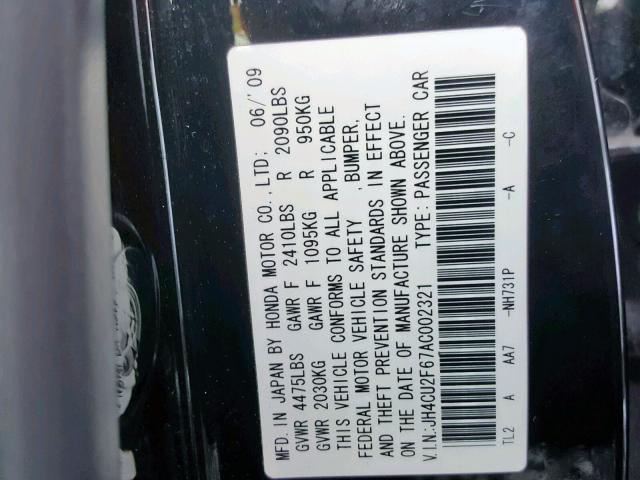 MFD. IN JAPAN BY HONDA MOTOR CO., LTD: 06/'09
GVWR 4475LBS GAWR F 2410LBS R 2090LBS
GVWR 2030KG GAWR F 1095KG R 950KG
THIS VEHICLE CONFORMS TO ALL APPLICABLE
FEDERAL MOTOR VEHICLE SAFETY ,BUMPER,
AND THEFT PREVENTION STANDARDS IN EFFECT
ON THE DATE OF MANUFACTURE SHOWN ABOVE.
V.I.N:JH4CU2F67AC002321 TYPE:PASSENGER CAR
TL2 A AA7 -NH731P -A -C